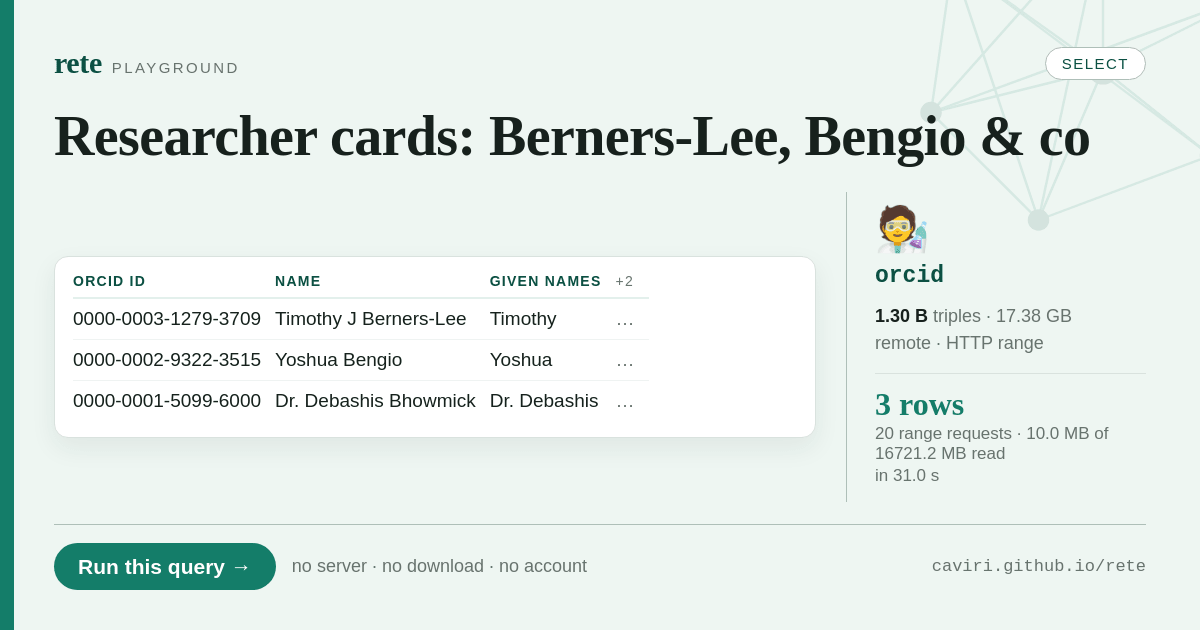 rete PLAYGROUND
SELECT
Researcher cards: Berners-Lee, Bengio & co
ORCID ID NAME GIVEN NAMES +2
0000-0003-1279-3709 Timothy J Berners-Lee Timothy …
0000-0002-9322-3515 Yoshua Bengio Yoshua …
0000-0001-5099-6000 Dr. Debashis Bhowmick Dr. Debashis …
orcid
1.30 B triples · 17.38 GB
remote · HTTP range
3 rows
20 range requests · 10.0 MB of
16721.2 MB read
in 31.0 s
Run this query →
no server · no download · no account
caviri.github.io/rete